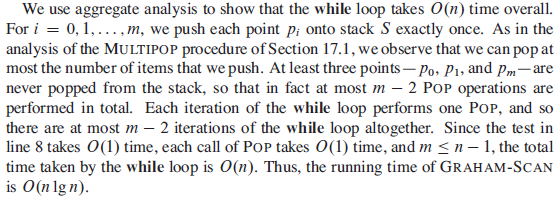 We use aggregate analysis to show that the while loop takes O(n) time overall.
For i = 0, 1, . . . , m, we push each point pᵢ onto stack S exactly once. As in the
analysis of the MULTIPOP procedure of Section 17.1, we observe that we can pop at
most the number of items that we push. At least three points—p₀, p₁, and pₘ—are
never popped from the stack, so that in fact at most m − 2 POP operations are
performed in total. Each iteration of the while loop performs one POP, and so
there are at most m − 2 iterations of the while loop altogether. Since the test in
line 8 takes O(1) time, each call of POP takes O(1) time, and m ≤ n − 1, the total
time taken by the while loop is O(n). Thus, the running time of GRAHAM-SCAN
is O(n lg n).